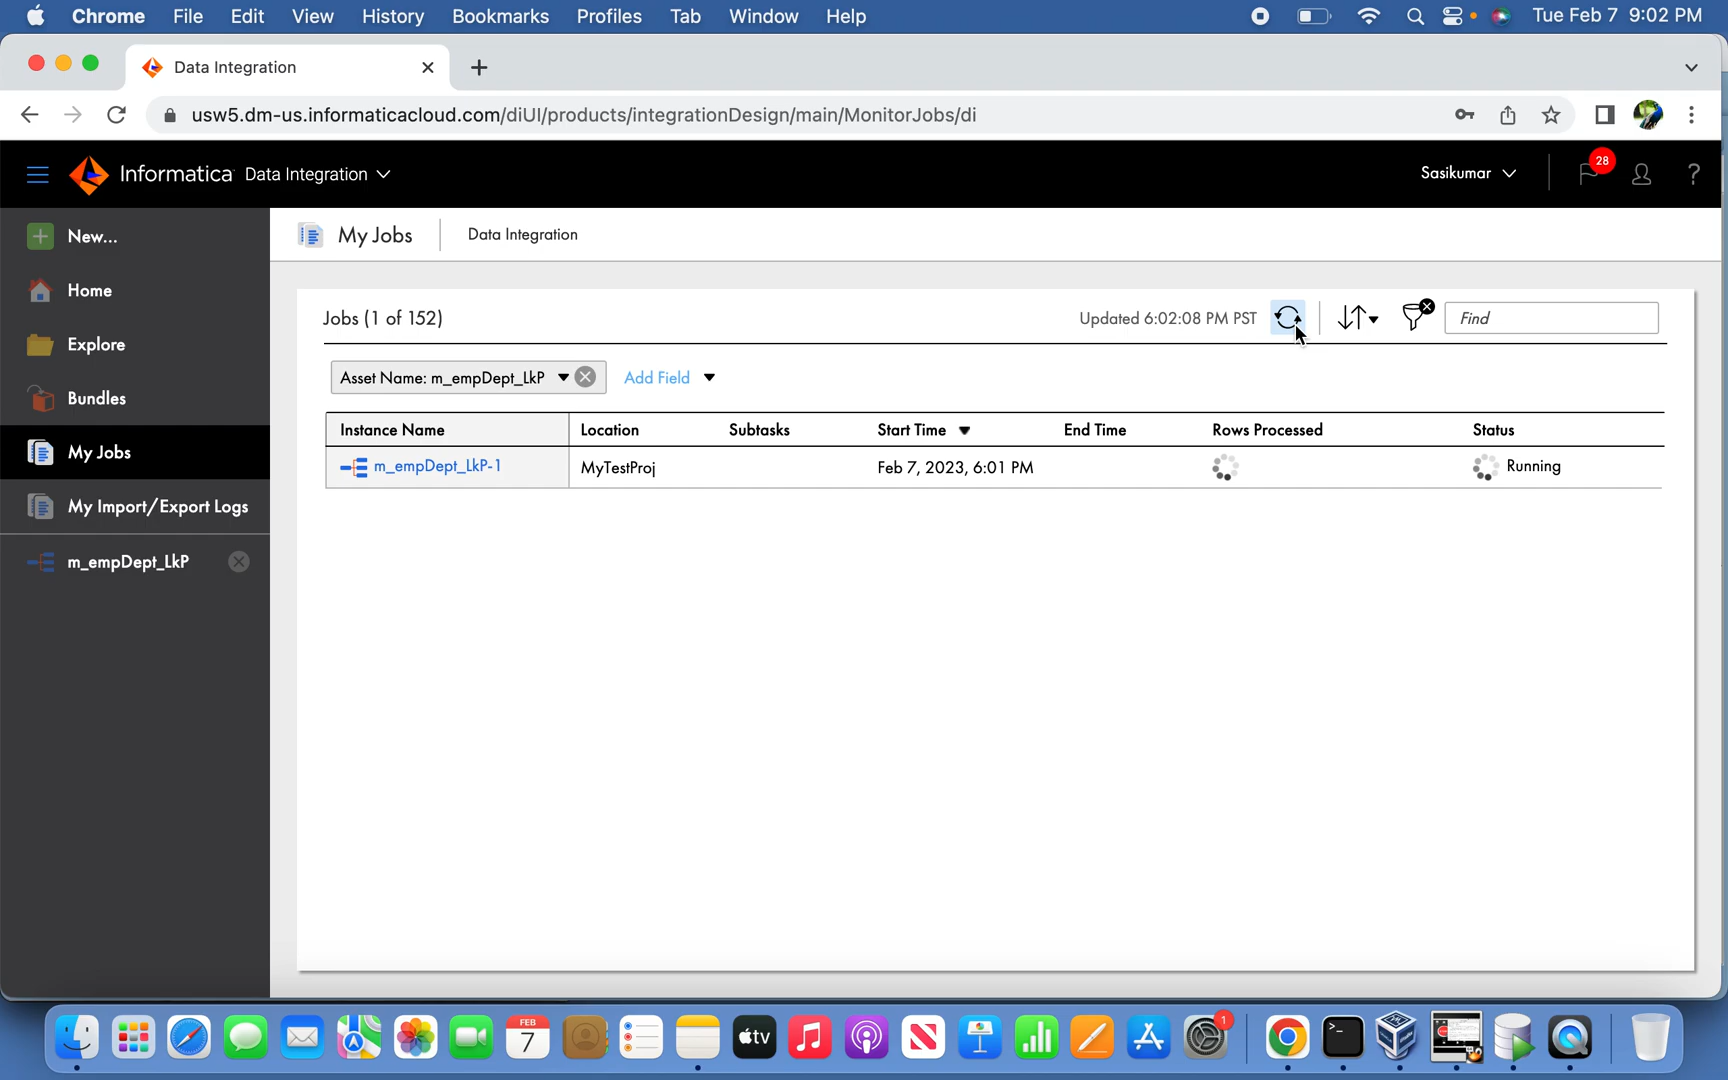 Chrome File Edit View History Bookmarks Profiles Tab Window Help Tue Feb 7 9:02 PM
Data Integration
usw5.dm-us.informaticacloud.com/diUI/products/integrationDesign/main/MonitorJobs/di
Informatica Data Integration Sasikumar 28 ?
New...
Home
Explore
Bundles
My Jobs
My Import/Export Logs
m_empDept_LkP
My Jobs Data Integration
Jobs (1 of 152) Updated 6:02:08 PM PST Find
Asset Name: m_empDept_LkP Add Field
Instance Name Location Subtasks Start Time End Time Rows Processed Status
m_empDept_LkP-1 MyTestProj Feb 7, 2023, 6:01 PM Running
FEB
7
tv
1
>_